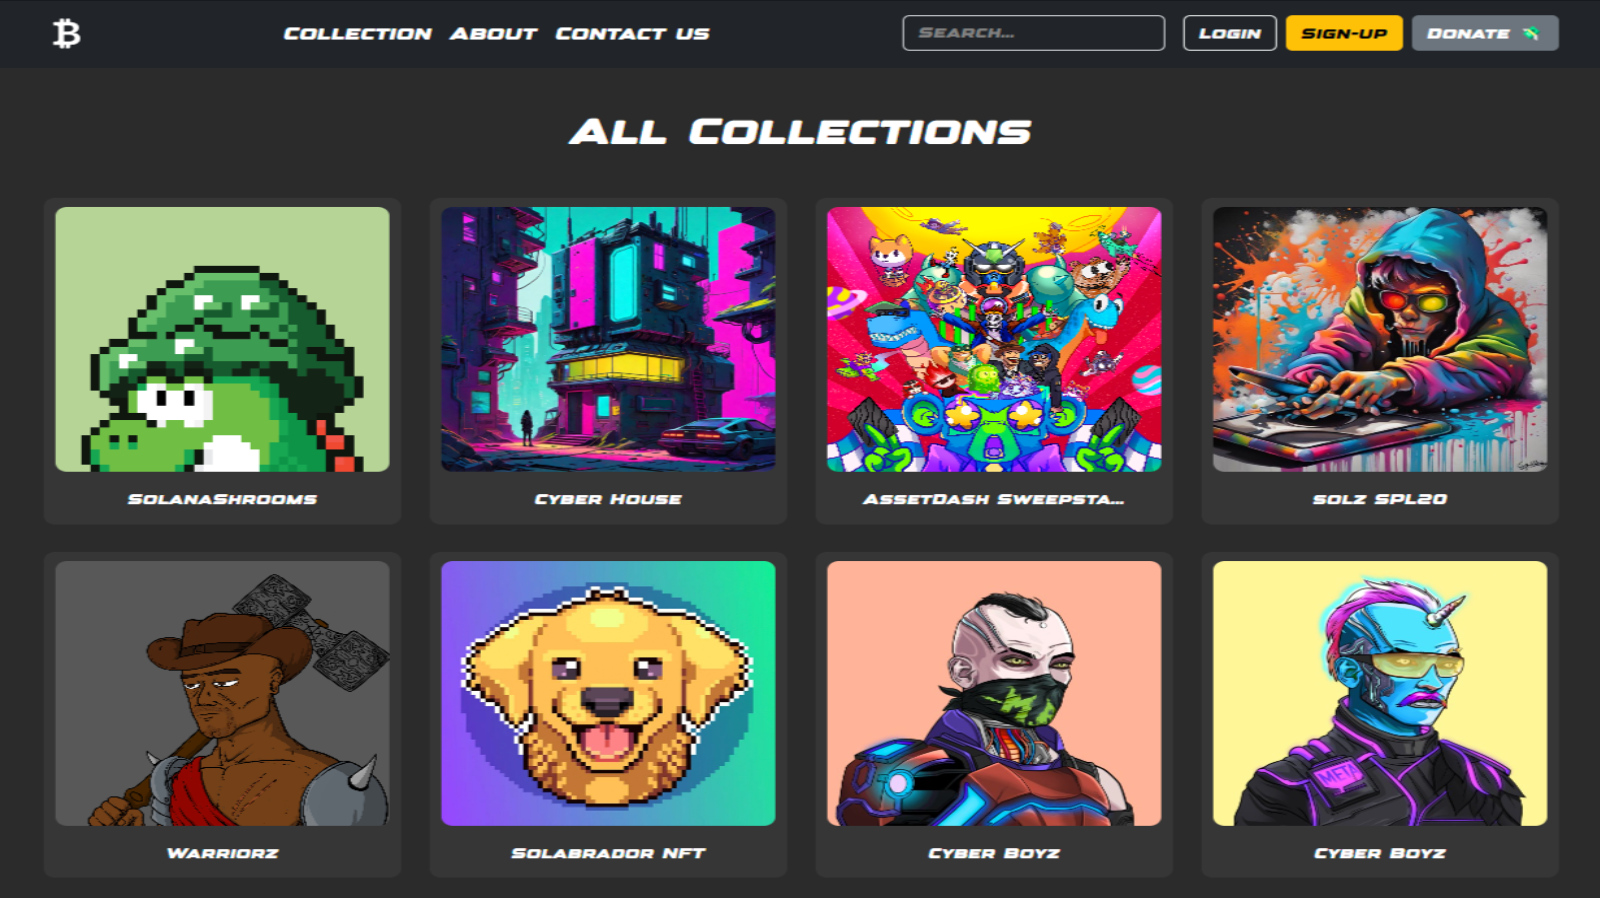 Collection About Contact us Search... Login Sign-up Donate
All Collections
SolanaShrooms Cyber House AssetDash Sweepsta... solz SPL20
META
Warriorz Solabrador NFT Cyber Boyz Cyber Boyz